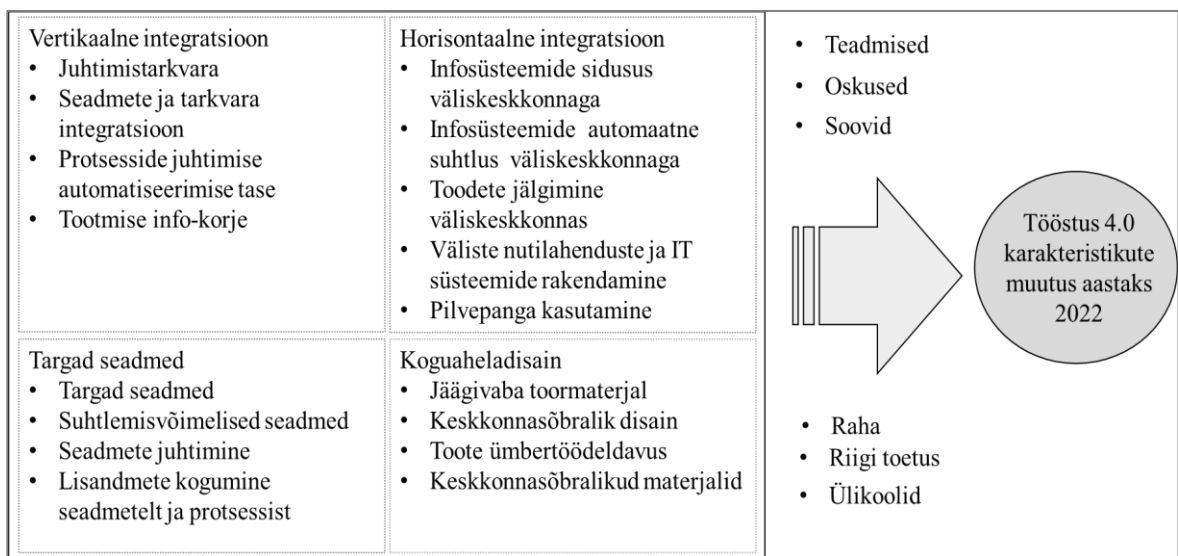 Vertikaalne integratsioon
• Juhtimistarkvara
• Seadmete ja tarkvara
integratsioon
• Protsesside juhtimise
automatiseerimise tase
• Tootmise info-korje
Horisontaalne integratsioon
• Infosüsteemide sidusus
väliskeskkonnaga
• Infosüsteemide automaatne
suhtlus väliskeskkonnaga
• Toodete jälgimine
väliskeskkonnas
• Väliste nutilahenduste ja IT
süsteemide rakendamine
• Pilvepanga kasutamine
Targad seadmed
• Targad seadmed
• Suhtlemisvõimelised seadmed
• Seadmete juhtimine
• Lisandmete kogumine
seadmetelt ja protsessist
Koguaheladisain
• Jäägivaba toormaterjal
• Keskkonnasõbralik disain
• Toote ümbertöödeldavus
• Keskkonnasõbralikud materjalid
• Teadmised
• Oskused
• Soovid
Tööstus 4.0
karakteristikute
muutus aastaks
2022
• Raha
• Riigi toetus
• Ülikoolid